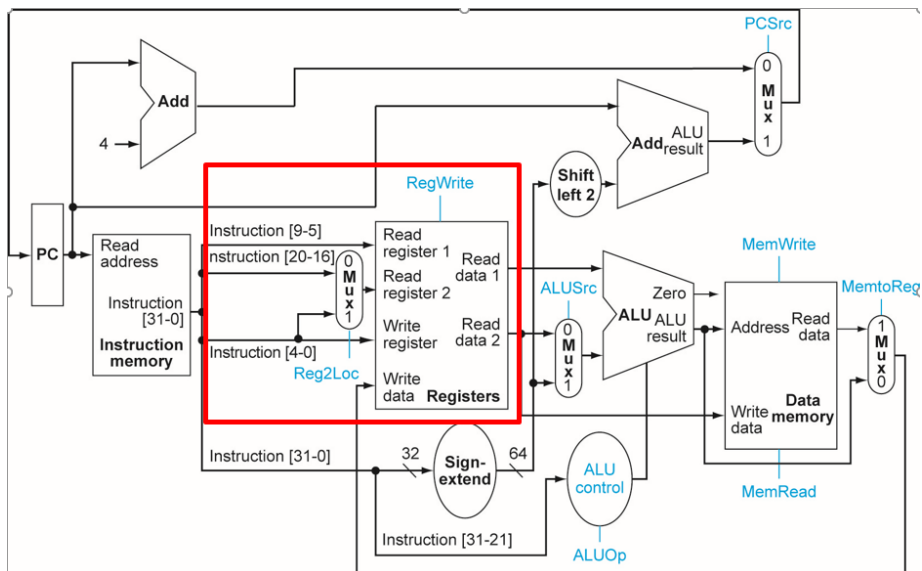 PCSrc
0
Mux
1
Add
4
Add
ALU
result
Shift
left 2
RegWrite
PC
Read
address
Instruction
[31-0]
Instruction
memory
Instruction [9-5]
nstruction [20-16]
0
Mux
1
Instruction [4-0]
Reg2Loc
Read
register 1
Read
register 2
Write
register
Write
data
Read
data 1
Read
data 2
Registers
ALUSrc
0
Mux
1
Zero
ALU
ALU
result
MemWrite
Address
Read
data
Write
data
Data
memory
MemRead
MemtoReg
1
Mux
0
Instruction [31-0]
32
Sign-
extend
64
ALU
control
Instruction [31-21]
ALUOp